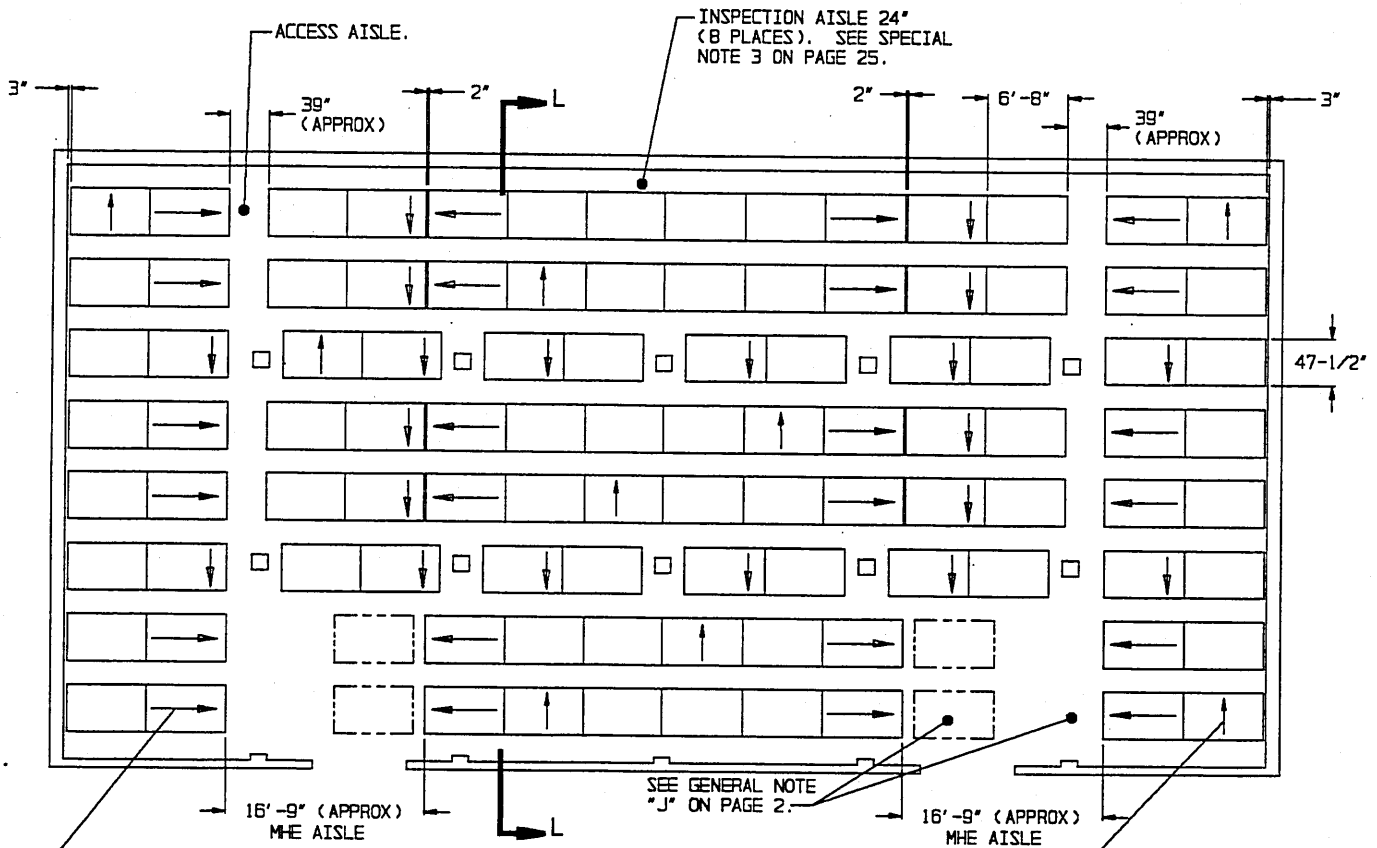 ACCESS AISLE.
INSPECTION AISLE 24"
(8 PLACES). SEE SPECIAL
NOTE 3 ON PAGE 25.
3"
39"
(APPROX)
2"
L
2"
6'-8"
39"
(APPROX)
3"
47-1/2"
16'-9" (APPROX)
MHE AISLE
L
SEE GENERAL NOTE
"J" ON PAGE 2.
16'-9" (APPROX)
MHE AISLE